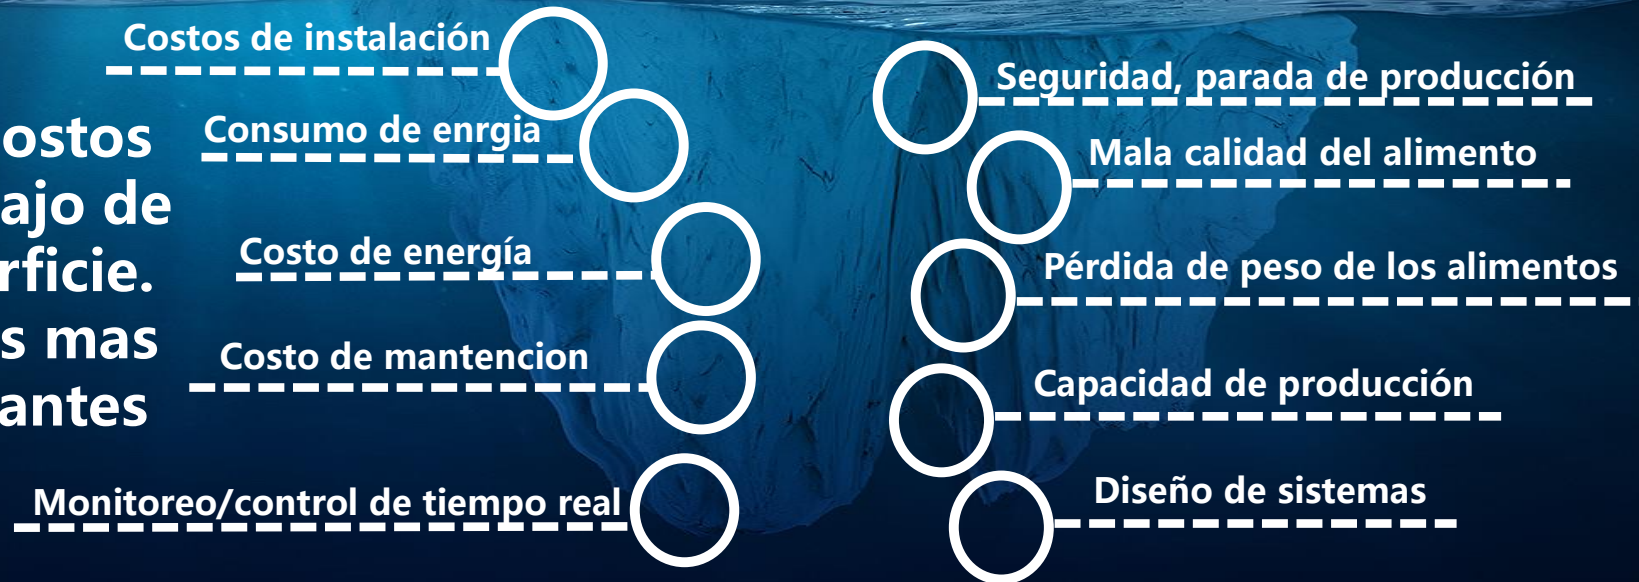 Costos de instalación
Consumo de enrgia
Costo de energía
Costo de mantencion
Monitoreo/control de tiempo real
ostos
ajo de
rficie.
s mas
antes
Seguridad, parada de producción
Mala calidad del alimento
Pérdida de peso de los alimentos
Capacidad de producción
Diseño de sistemas